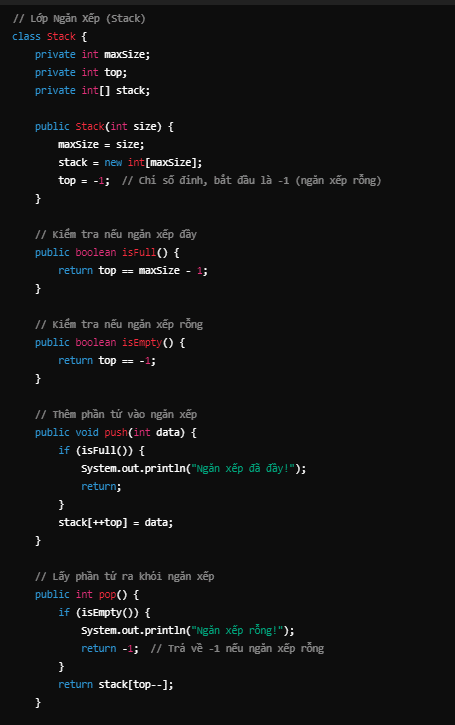 // Lớp Ngăn Xếp (Stack)
class Stack {
    private int maxSize;
    private int top;
    private int[] stack;

    public Stack(int size) {
        maxSize = size;
        stack = new int[maxSize];
        top = -1;  // Chỉ số đỉnh, bắt đầu là -1 (ngăn xếp rỗng)
    }

    // Kiểm tra nếu ngăn xếp đầy
    public boolean isFull() {
        return top == maxSize - 1;
    }

    // Kiểm tra nếu ngăn xếp rỗng
    public boolean isEmpty() {
        return top == -1;
    }

    // Thêm phần tử vào ngăn xếp
    public void push(int data) {
        if (isFull()) {
            System.out.println("Ngăn xếp đã đầy!");
            return;
        }
        stack[++top] = data;
    }

    // Lấy phần tử ra khỏi ngăn xếp
    public int pop() {
        if (isEmpty()) {
            System.out.println("Ngăn xếp rỗng!");
            return -1;  // Trả về -1 nếu ngăn xếp rỗng
        }
        return stack[top--];
    }